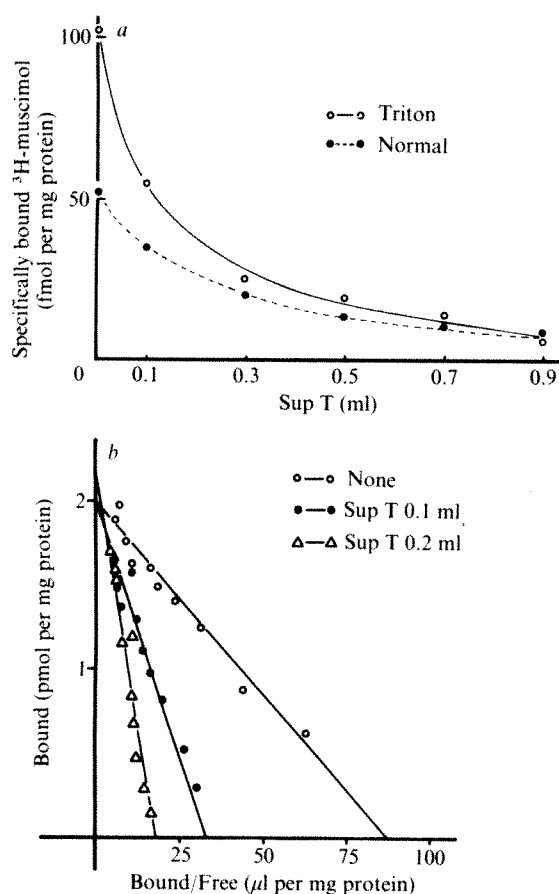 a
100
50
0
Specifically bound ³H-muscimol
(fmol per mg protein)
Triton
Normal
0.1 0.3 0.5 0.7 0.9
Sup T (ml)
b
2
1
Bound (pmol per mg protein)
None
Sup T 0.1 ml
Sup T 0.2 ml
25 50 75 100
Bound/Free (μl per mg protein)